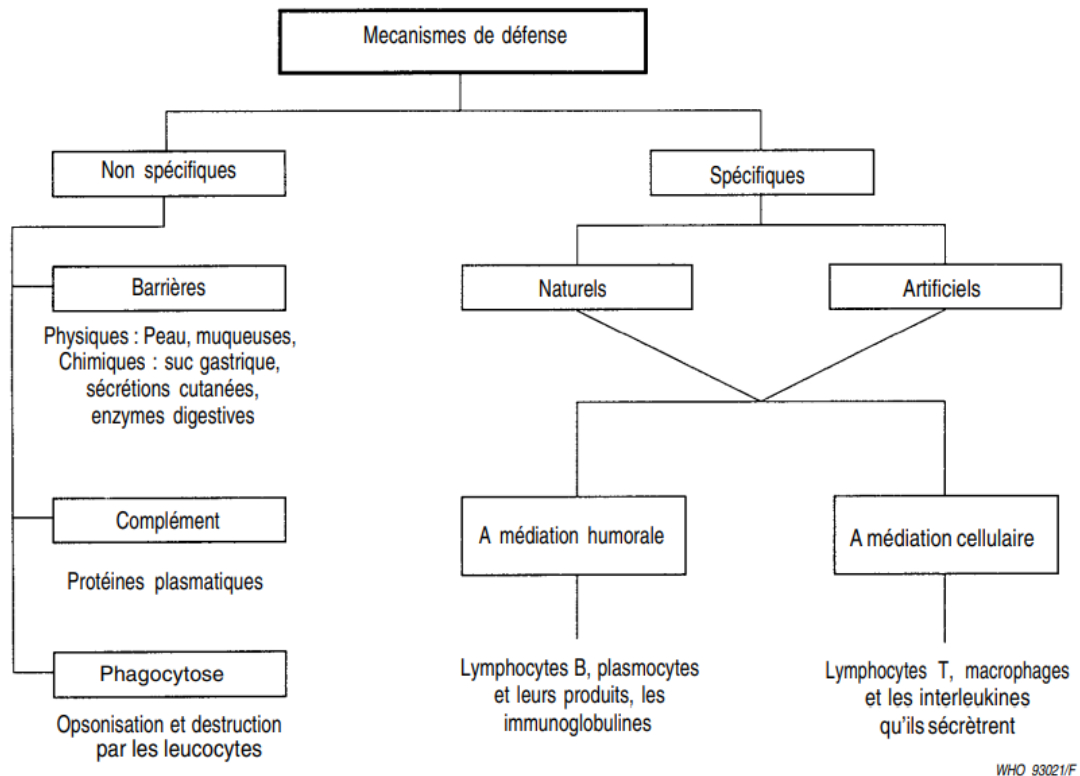 Mecanismes de défense
Non spécifiques
Spécifiques
Barrières
Naturels
Artificiels
Physiques : Peau, muqueuses,
Chimiques : suc gastrique,
sécrétions cutanées,
enzymes digestives
Complément
A médiation humorale
A médiation cellulaire
Protéines plasmatiques
Phagocytose
Lymphocytes B, plasmocytes
et leurs produits, les
immunoglobulines
Lymphocytes T, macrophages
et les interleukines
qu'ils sécrètrent
Opsonisation et destruction
par les leucocytes
WHO 93021/F